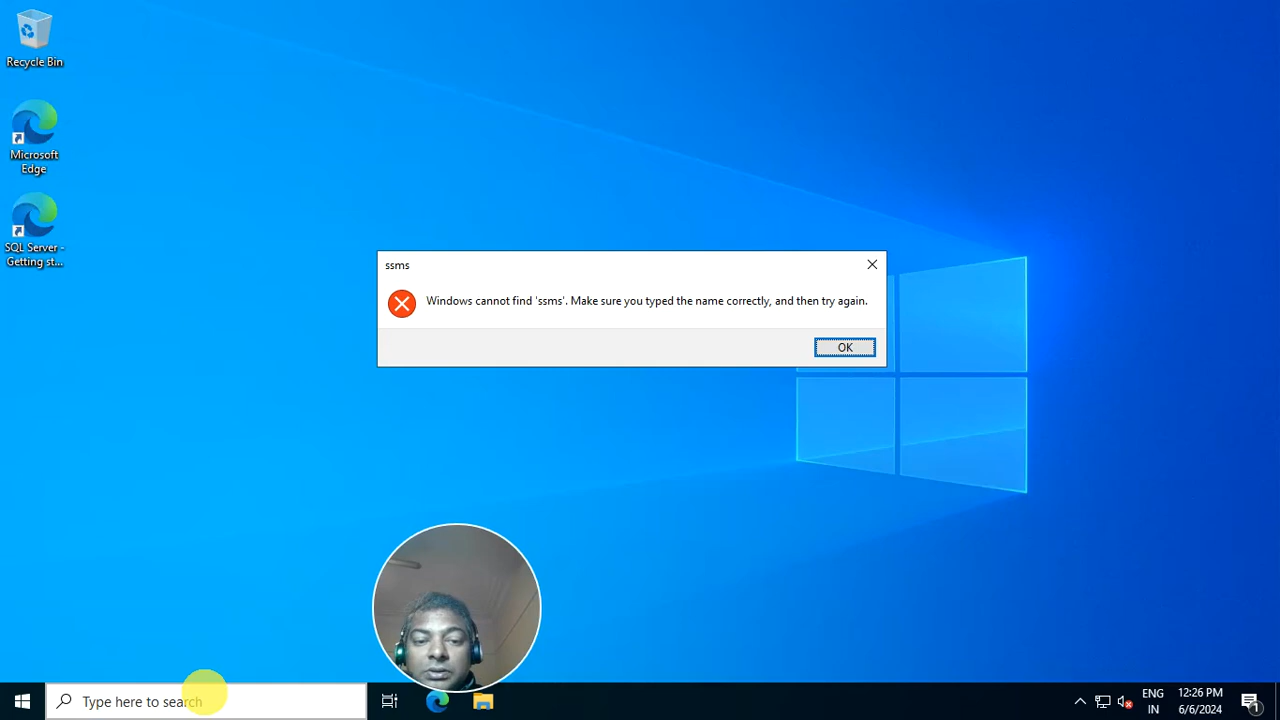 Recycle Bin
Microsoft
Edge
SQL Server -
Getting st...
ssms
Windows cannot find 'ssms'. Make sure you typed the name correctly, and then try again.
OK
Type here to search
ENG
IN
12:26 PM
6/6/2024
1